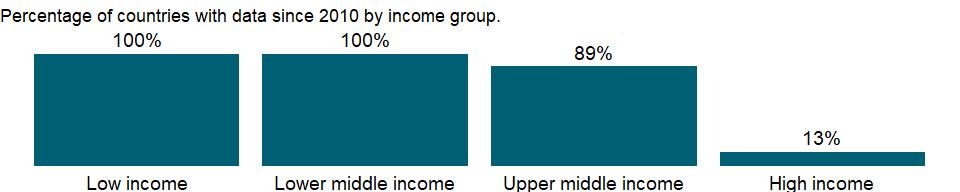 Percentage of countries with data since 2010 by income group.
100%
100%
89%
13%
Low income
Lower middle income
Upper middle income
High income